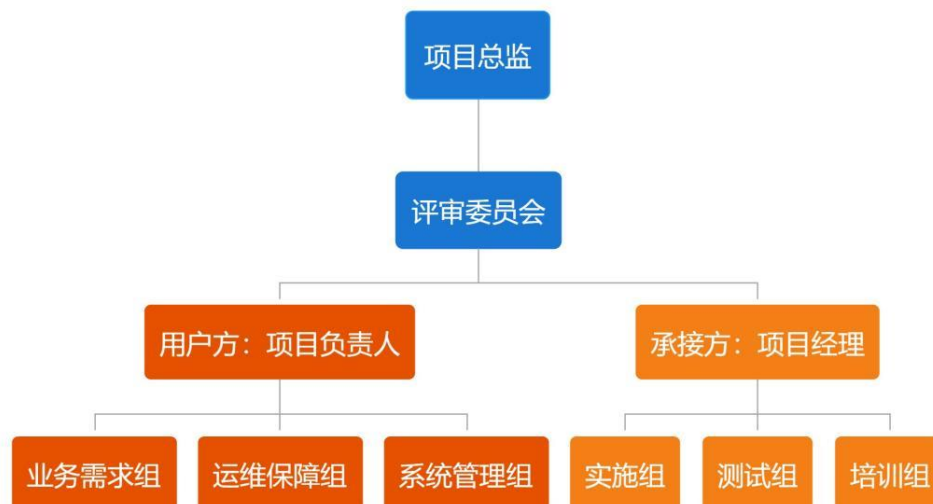 项目总监
评审委员会
用户方：项目负责人
承接方：项目经理
业务需求组
运维保障组
系统管理组
实施组
测试组
培训组